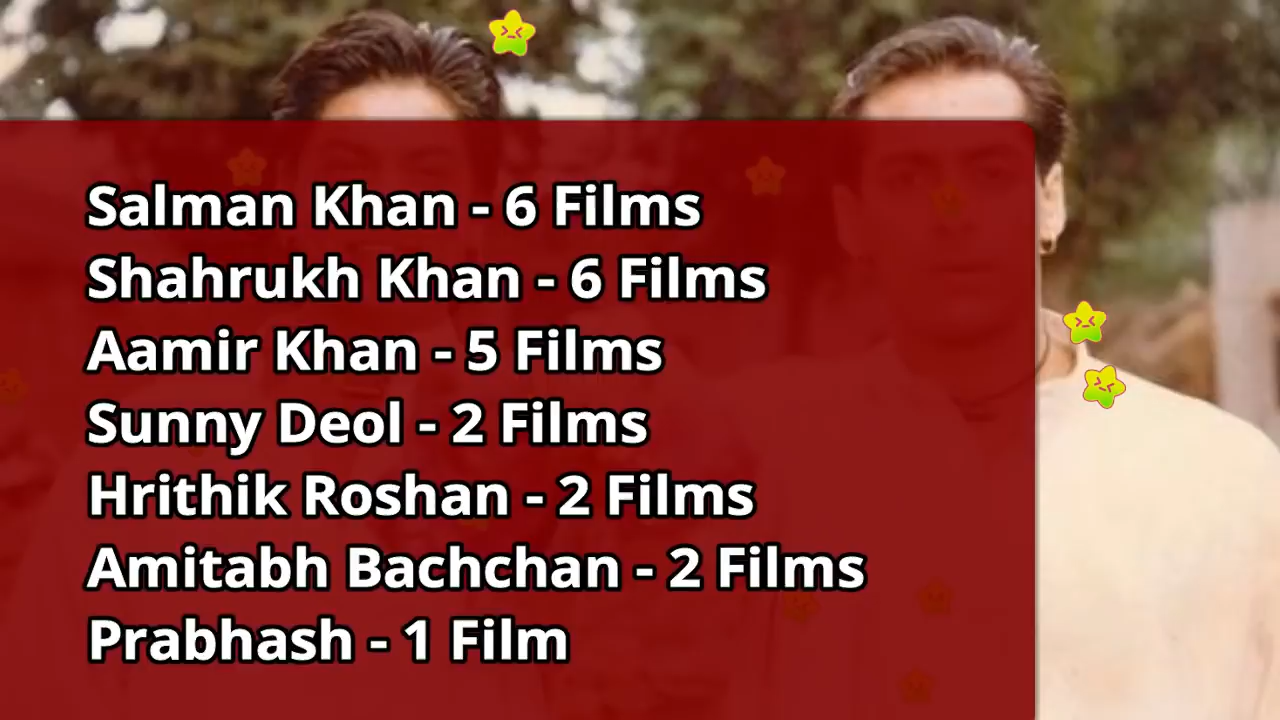 Salman Khan - 6 Films
Shahrukh Khan - 6 Films
Aamir Khan - 5 Films
Sunny Deol - 2 Films
Hrithik Roshan - 2 Films
Amitabh Bachchan - 2 Films
Prabhash - 1 Film